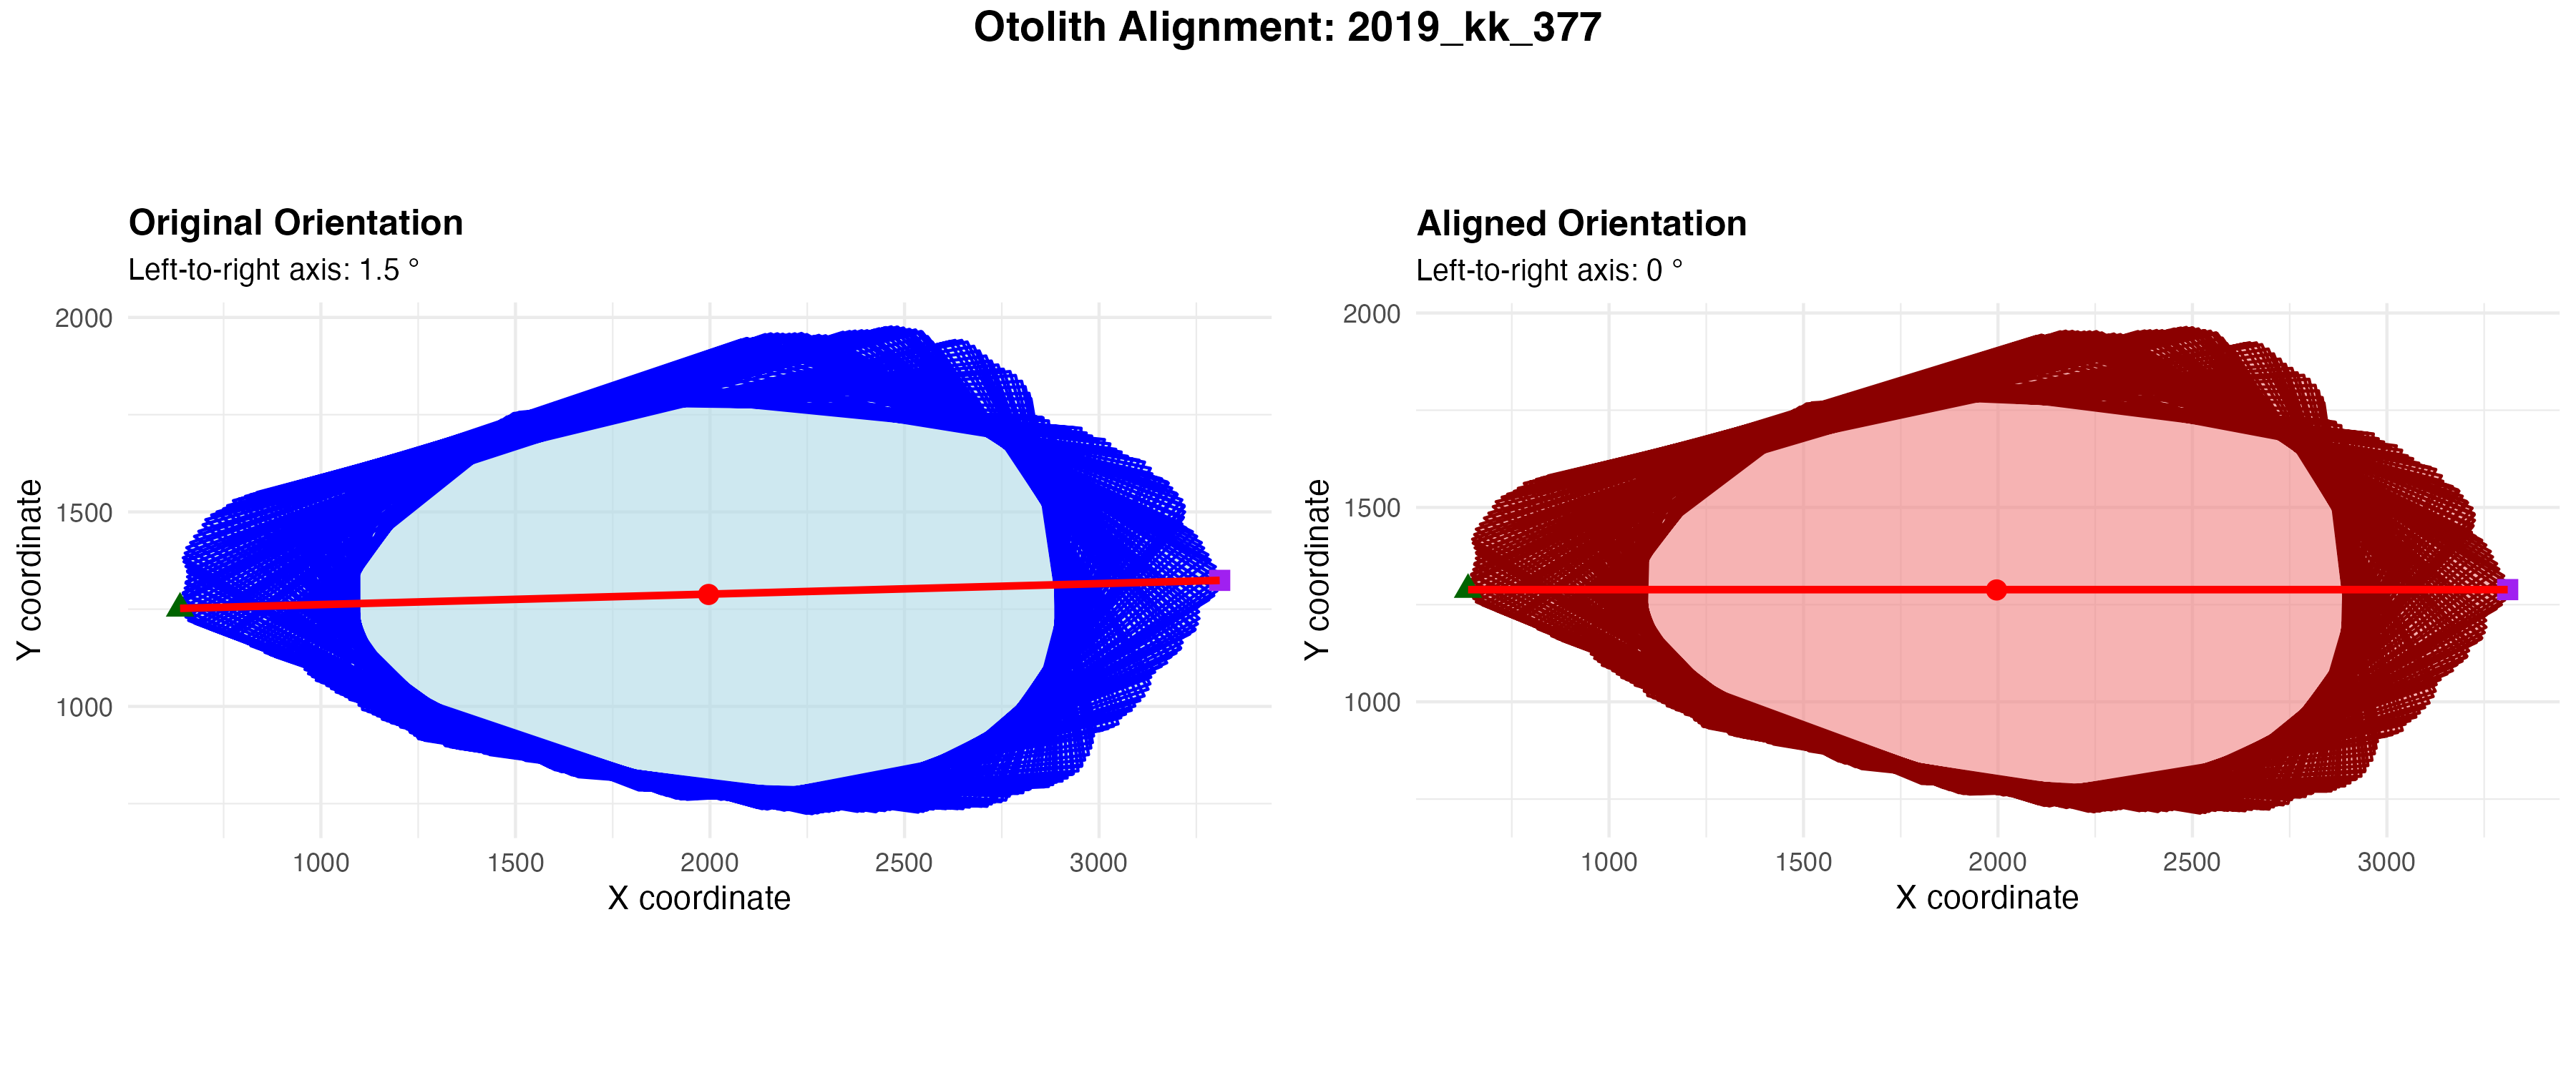 Otolith Alignment: 2019_kk_377
Original Orientation
Left-to-right axis: 1.5 °
2000
1500
1000
Y coordinate
1000 1500 2000 2500 3000
X coordinate
Aligned Orientation
Left-to-right axis: 0 °
2000
1500
1000
Y coordinate
1000 1500 2000 2500 3000
X coordinate